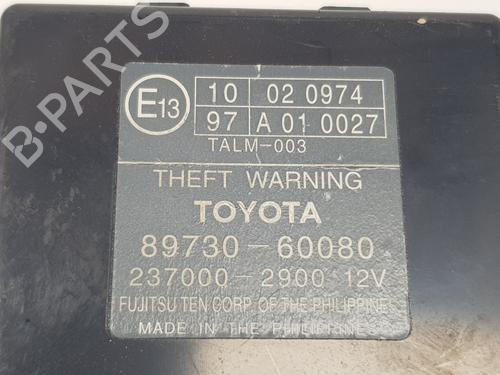 E13
10 02 0974
97 A 01 0027
TALM-003
THEFT WARNING
TOYOTA
89730-60080
237000-2900 12V
FUJITSU TEN CORP. OF THE PHILIPPINES
MADE IN THE PHILIPPINES
B-PARTS
B-PARTS